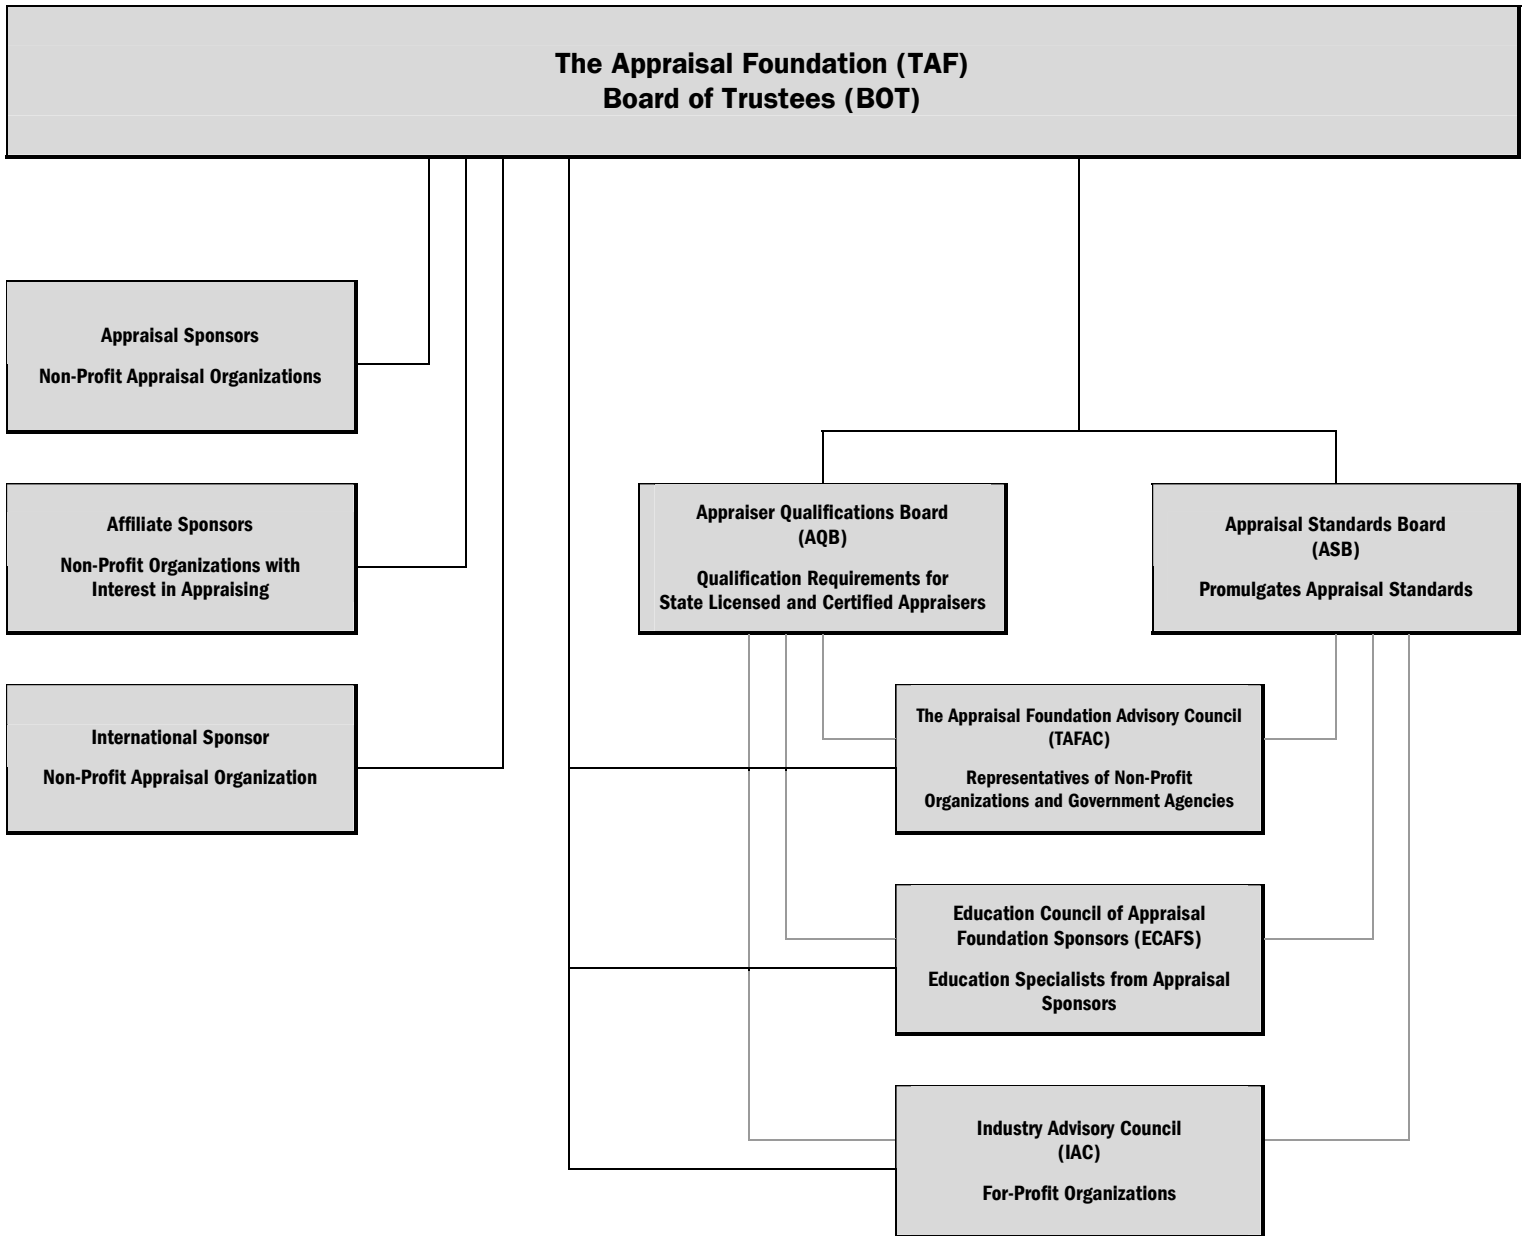 The Appraisal Foundation (TAF)
Board of Trustees (BOT)
Appraisal Sponsors
Non-Profit Appraisal Organizations
Affiliate Sponsors
Non-Profit Organizations with
Interest in Appraising
International Sponsor
Non-Profit Appraisal Organization
Appraiser Qualifications Board
(AQB)
Qualification Requirements for
State Licensed and Certified Appraisers
Appraisal Standards Board
(ASB)
Promulgates Appraisal Standards
The Appraisal Foundation Advisory Council
(TAFAC)
Representatives of Non-Profit
Organizations and Government Agencies
Education Council of Appraisal
Foundation Sponsors (ECAFS)
Education Specialists from Appraisal
Sponsors
Industry Advisory Council
(IAC)
For-Profit Organizations